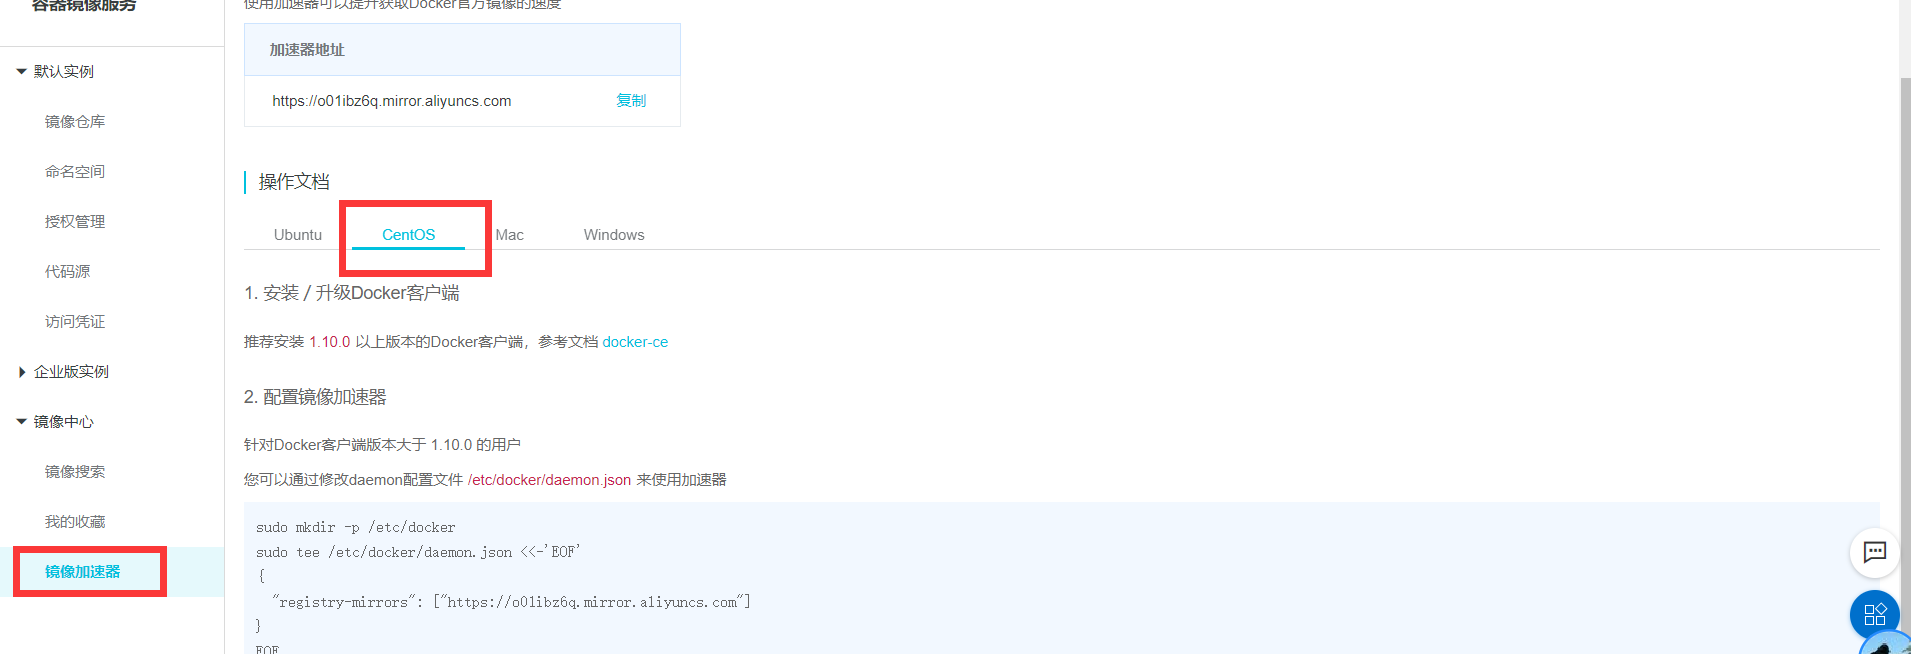 容器镜像服务
默认实例
镜像仓库
命名空间
授权管理
代码源
访问凭证
企业版实例
镜像中心
镜像搜索
我的收藏
镜像加速器
使用加速器可以提升获取Docker官方镜像的速度
加速器地址
https://o01ibz6q.mirror.aliyuncs.com 复制
操作文档
Ubuntu CentOS Mac Windows
1. 安装 / 升级Docker客户端
推荐安装 1.10.0 以上版本的Docker客户端，参考文档 docker-ce
2. 配置镜像加速器
针对Docker客户端版本大于 1.10.0 的用户
您可以通过修改daemon配置文件 /etc/docker/daemon.json 来使用加速器
sudo mkdir -p /etc/docker
sudo tee /etc/docker/daemon.json <<-'EOF'
{
  "registry-mirrors": ["https://o01ibz6q.mirror.aliyuncs.com"]
}
EOF